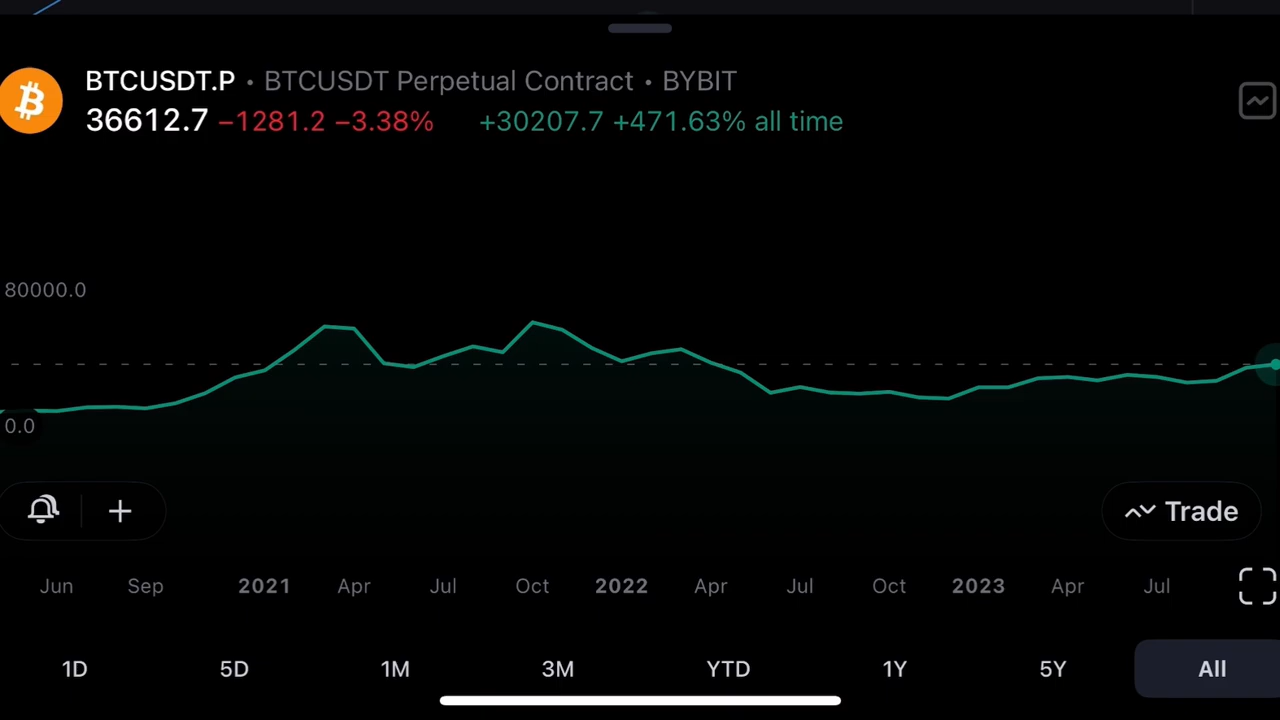 BTCUSDT.P · BTCUSDT Perpetual Contract · BYBIT
36612.7 −1281.2 −3.38% +30207.7 +471.63% all time
80000.0
0.0
Trade
Jun Sep 2021 Apr Jul Oct 2022 Apr Jul Oct 2023 Apr Jul
1D 5D 1M 3M YTD 1Y 5Y All